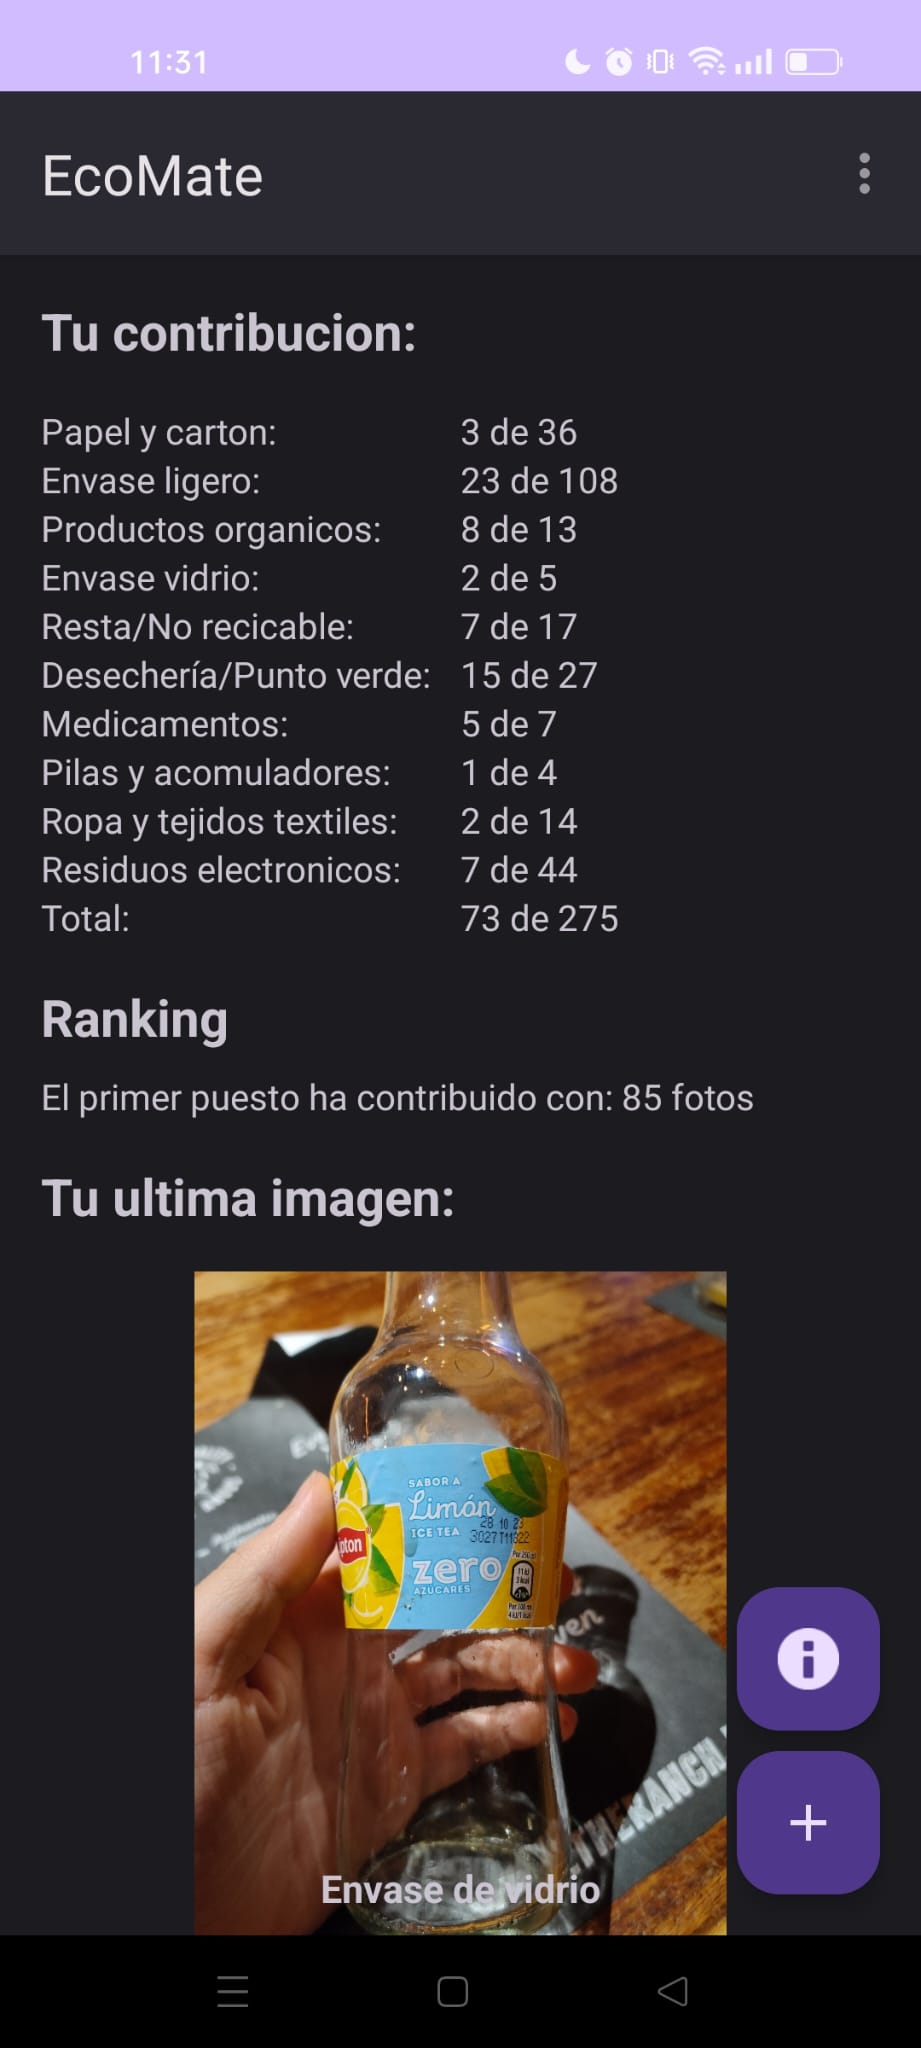 11:31
EcoMate
Tu contribucion:
Papel y carton: 3 de 36
Envase ligero: 23 de 108
Productos organicos: 8 de 13
Envase vidrio: 2 de 5
Resta/No recicable: 7 de 17
Desechería/Punto verde: 15 de 27
Medicamentos: 5 de 7
Pilas y acomuladores: 1 de 4
Ropa y tejidos textiles: 2 de 14
Residuos electronicos: 7 de 44
Total: 73 de 275
Ranking
El primer puesto ha contribuido con: 85 fotos
Tu ultima imagen:
SABOR A
Limón
ICE TEA
28 10 23
pton
zero
AZÚCARES
THERANCH.
Envase de vidrio